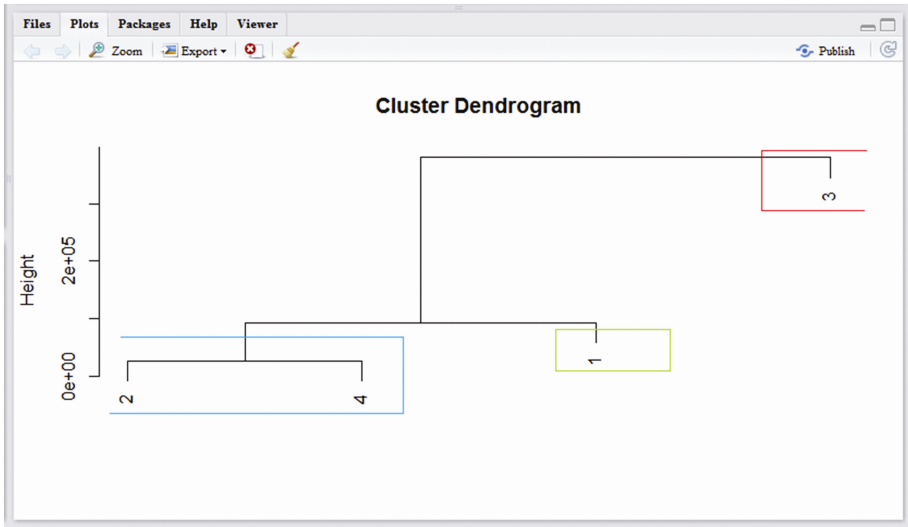 Files Plots Packages Help Viewer
Zoom Export Publish
Cluster Dendrogram
Height
0e+00 2e+05
2
4
1
3